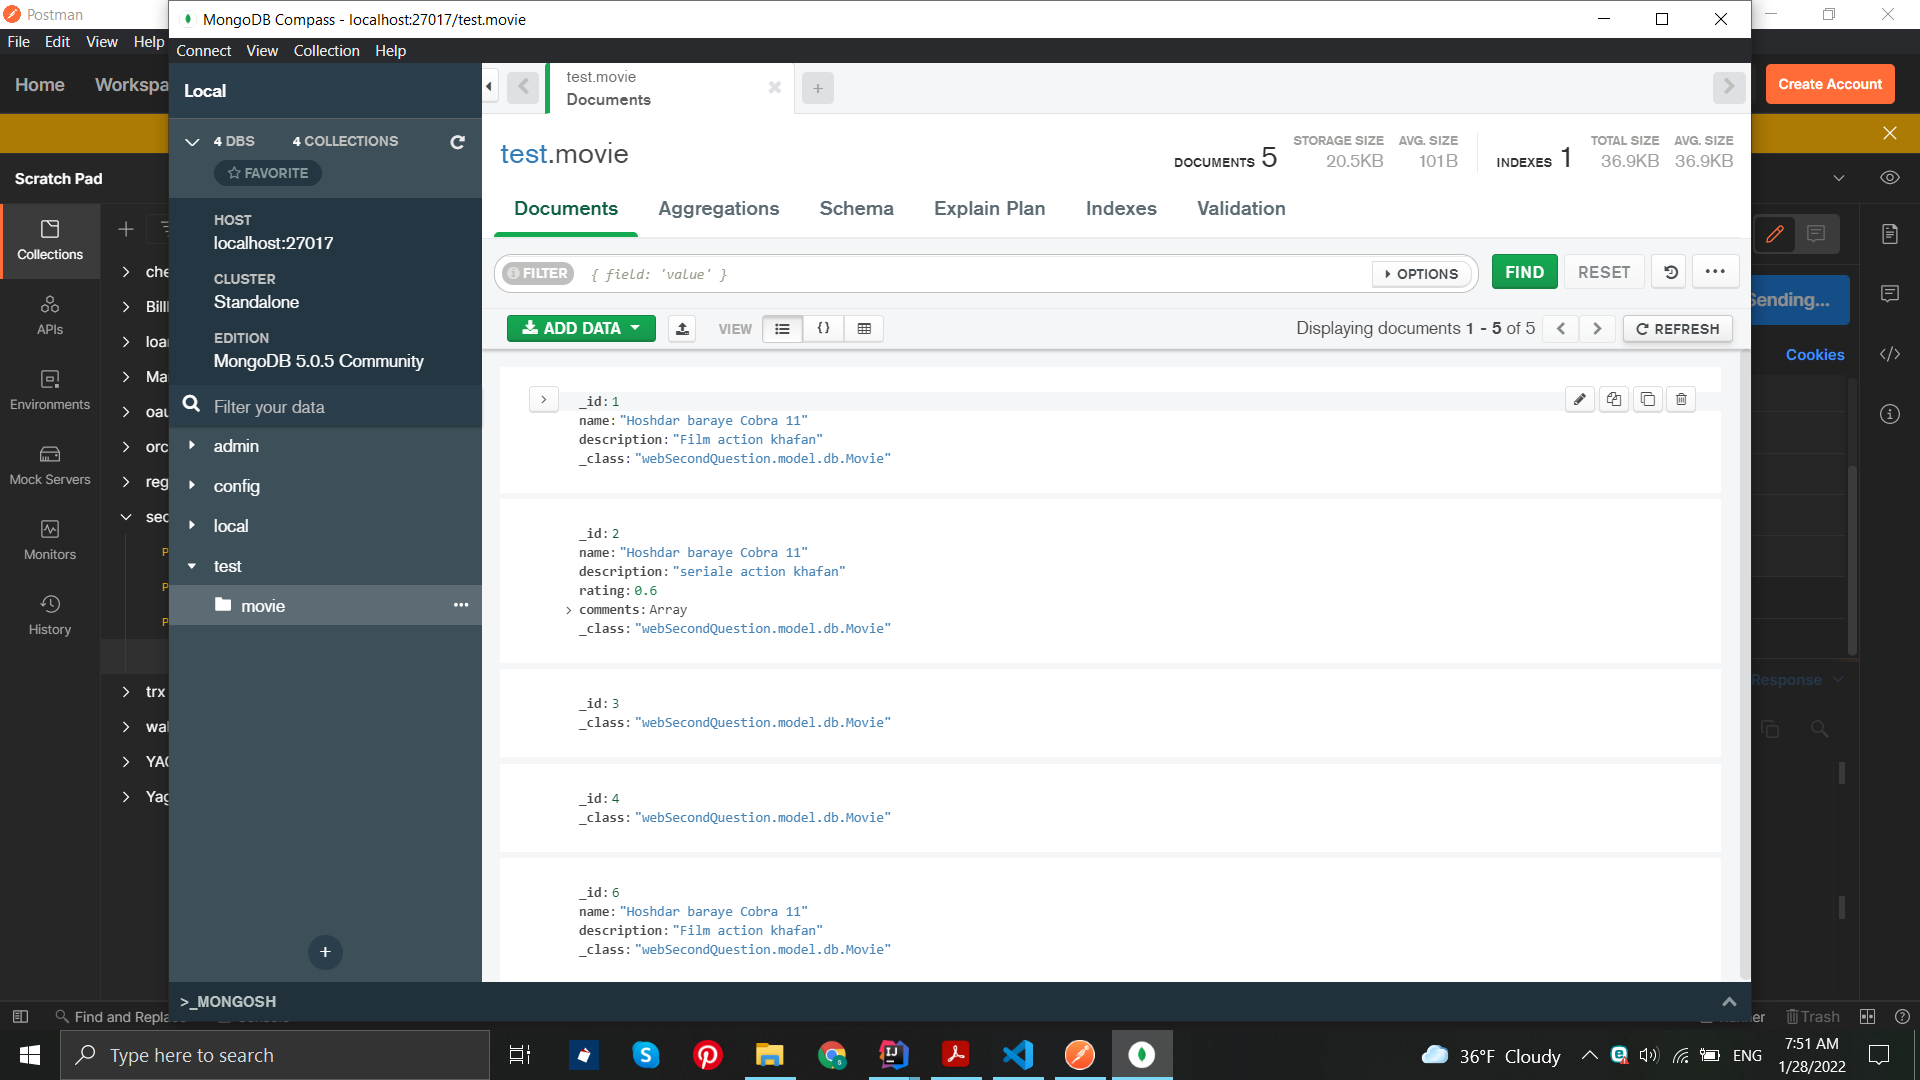 Postman
MongoDB Compass - localhost:27017/test.movie
File Edit View Help
Connect View Collection Help
Home
Create Account
Local
test.movie
Documents
4 DBS 4 COLLECTIONS
FAVORITE
test.movie
DOCUMENTS 5
STORAGE SIZE
20.5KB
AVG. SIZE
101B
INDEXES 1
TOTAL SIZE
36.9KB
AVG. SIZE
36.9KB
Scratch Pad
HOST
localhost:27017
CLUSTER
Standalone
EDITION
MongoDB 5.0.5 Community
Documents Aggregations Schema Explain Plan Indexes Validation
FILTER { field: 'value' } OPTIONS FIND RESET
ADD DATA VIEW {} Displaying documents 1 - 5 of 5 REFRESH
Sending...
Cookies
Response
Collections
APIs
Environments
Mock Servers
Monitors
History
che
loa
Ma
oau
orc
reg
sec
P
P
P
trx
wal
YAG
Yag
Filter your data
admin
config
local
test
movie
_id: 1
name: "Hoshdar baraye Cobra 11"
description: "Film action khafan"
_class: "webSecondQuestion.model.db.Movie"
_id: 2
name: "Hoshdar baraye Cobra 11"
description: "seriale action khafan"
rating: 0.6
comments: Array
_class: "webSecondQuestion.model.db.Movie"
_id: 3
_class: "webSecondQuestion.model.db.Movie"
_id: 4
_class: "webSecondQuestion.model.db.Movie"
_id: 6
name: "Hoshdar baraye Cobra 11"
description: "Film action khafan"
_class: "webSecondQuestion.model.db.Movie"
>_MONGOSH
Find and Repla
Trash
Type here to search
36°F Cloudy
ENG
7:51 AM
1/28/2022